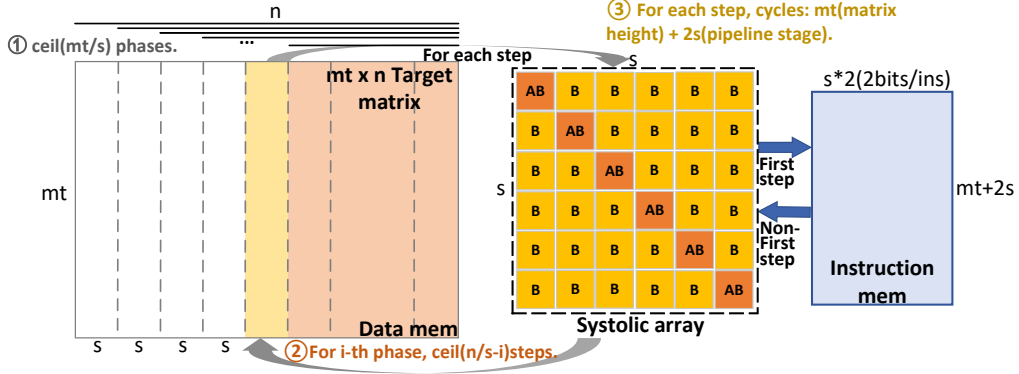 n
① ceil(mt/s) phases.
...
③ For each step, cycles: mt(matrix
height) + 2s(pipeline stage).
For each step
s
mt x n Target
matrix
s*2(2bits/ins)
AB B B B B B
B AB B B B B
B B AB B B B
B B B AB B B
B B B B AB B
B B B B B AB
mt
s
First
step
Non-
First
step
mt+2s
Instruction
mem
Data mem
Systolic array
s s s s
② For i-th phase, ceil(n/s-i)steps.